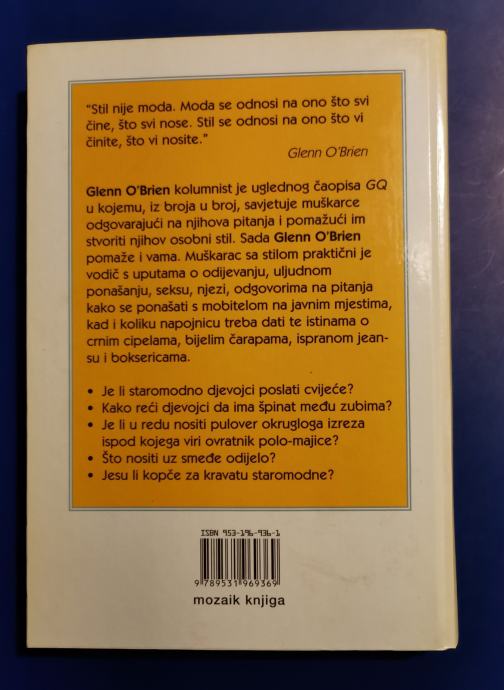 "Stil nije moda. Moda se odnosi na ono što svi
čine, što svi nose. Stil se odnosi na ono što vi
činite, što vi nosite."
Glenn O'Brien
Glenn O'Brien kolumnist je uglednog čaopisa GQ
u kojemu, iz broja u broj, savjetuje muškarce
odgovarajući na njihova pitanja i pomažući im
stvoriti njihov osobni stil. Sada Glenn O'Brien
pomaže i vama. Muškarac sa stilom praktični je
vodič s uputama o odijevanju, uljudnom
ponašanju, seksu, njezi, odgovorima na pitanja
kako se ponašati s mobitelom na javnim mjestima,
kad i koliku napojnicu treba dati te istinama o
crnim cipelama, bijelim čarapama, ispranom jean-
su i boksericama.
• Je li staromodno djevojci poslati cvijeće?
• Kako reći djevojci da ima špinat među zubima?
• Je li u redu nositi pulover okrugloga izreza
ispod kojega viri ovratnik polo-majice?
• Što nositi uz smeđe odijelo?
• Jesu li kopče za kravatu staromodne?
ISBN 953-196-936-1
9 789531 969369
mozaik knjiga